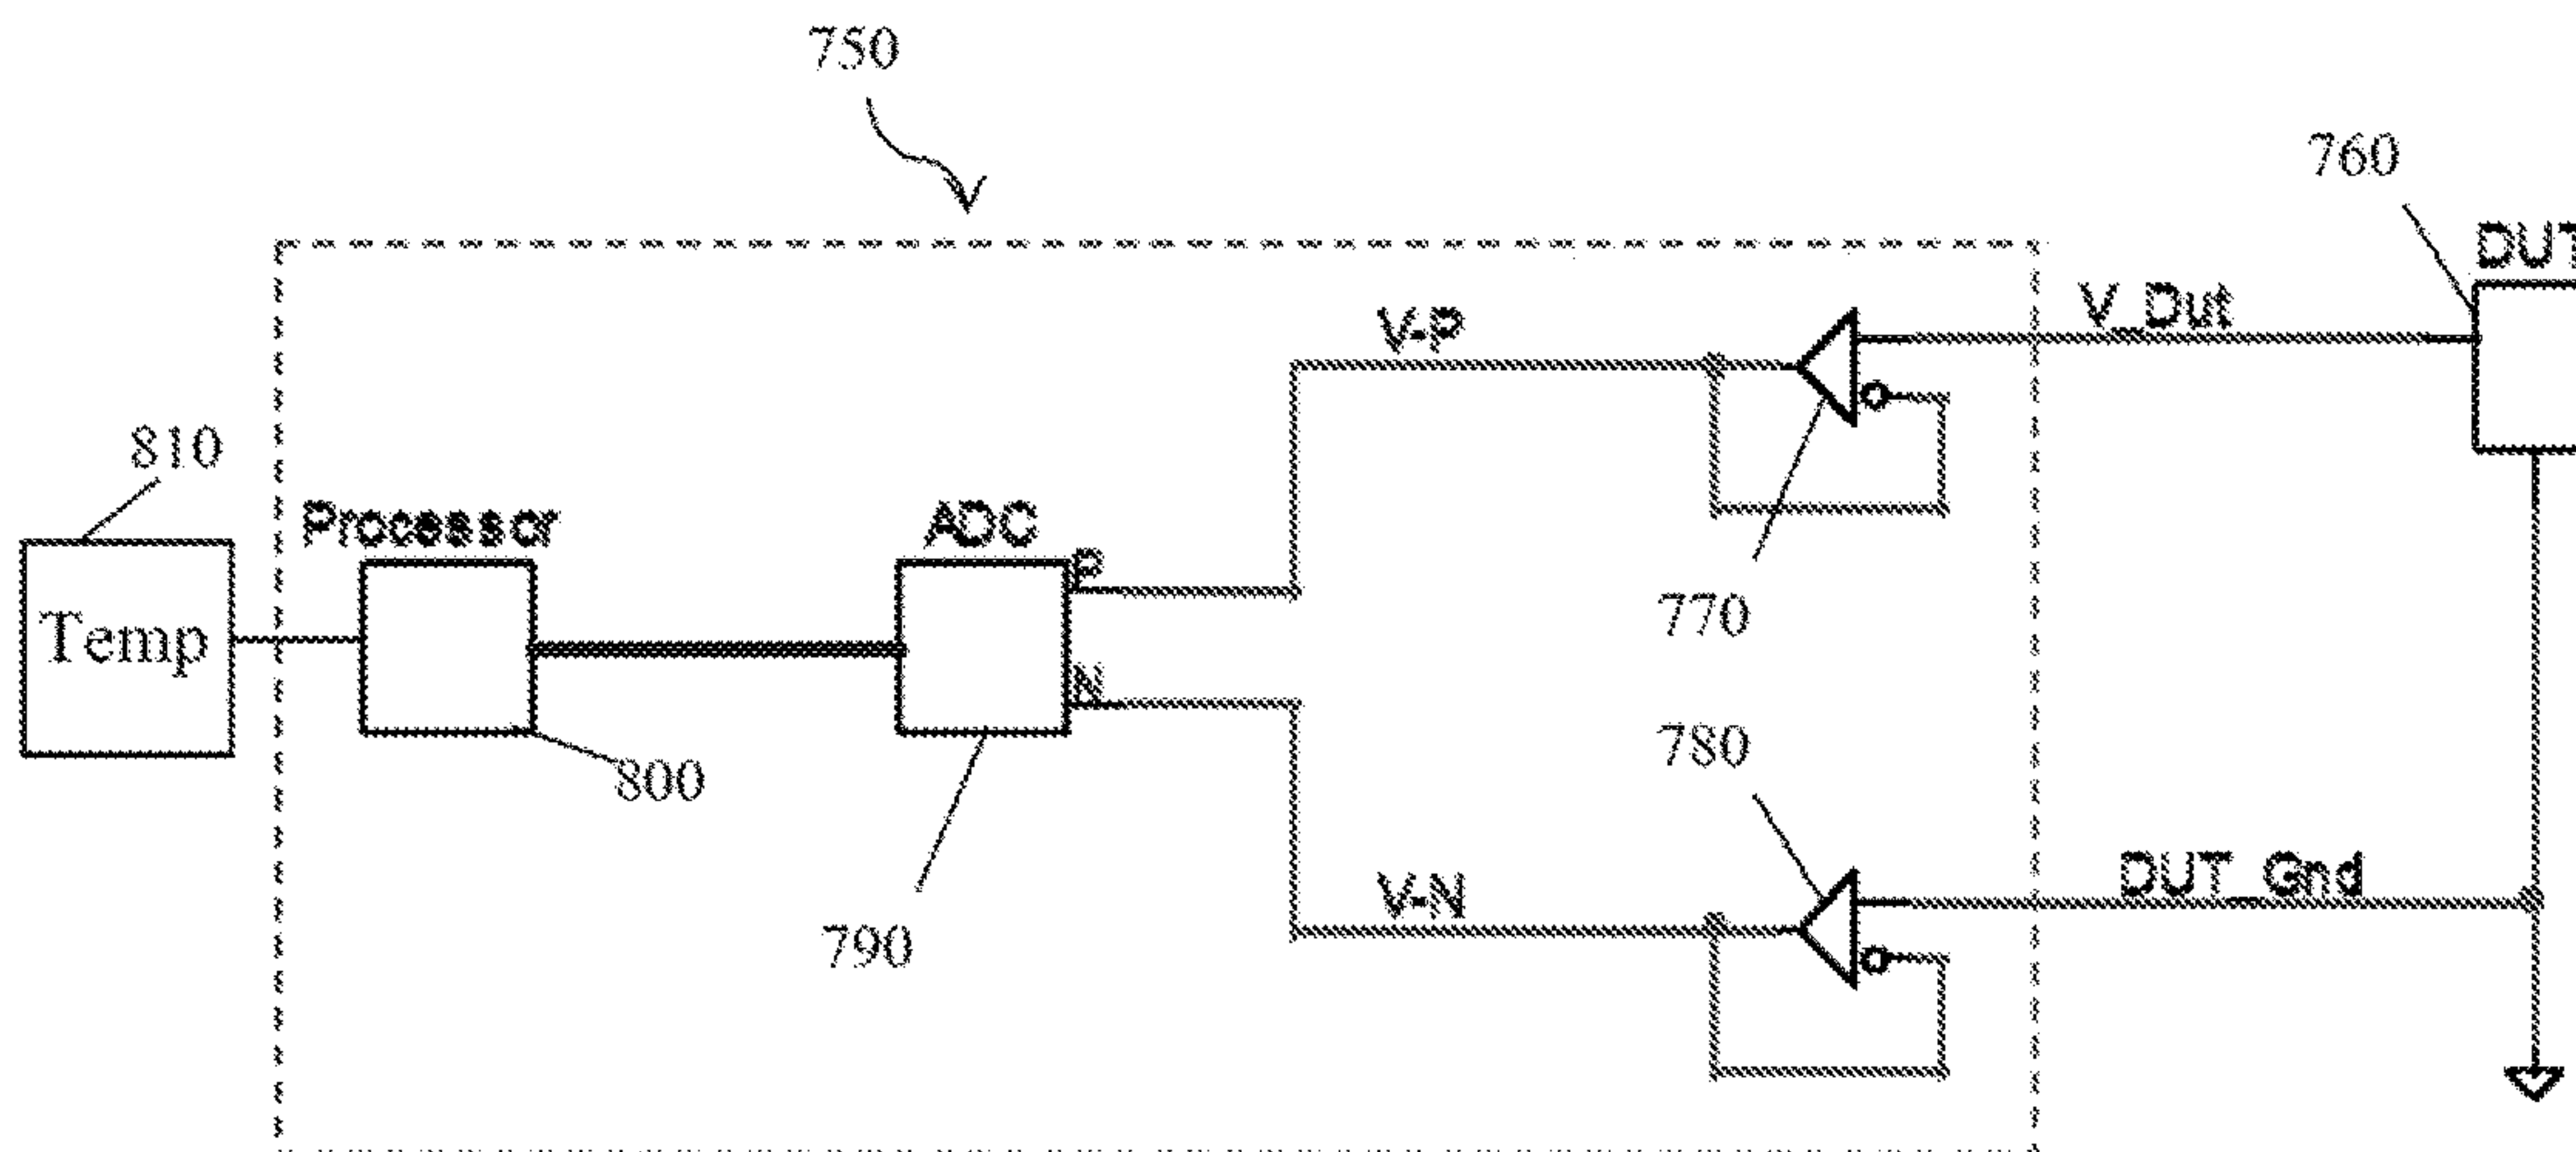 750
760
DUT
V_Dut
V-P
810
Processor
ADC
P
Temp
770
N
780
800
DUT_Gnd
V-N
790